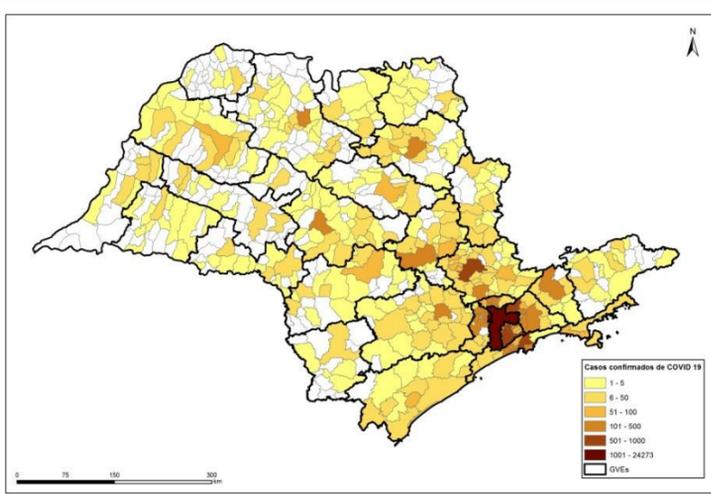 N
Casos confirmados de COVID 19
1 - 5
6 - 50
51 - 100
101 - 500
501 - 1000
1001 - 24273
GVEs
0 75 150 300
km